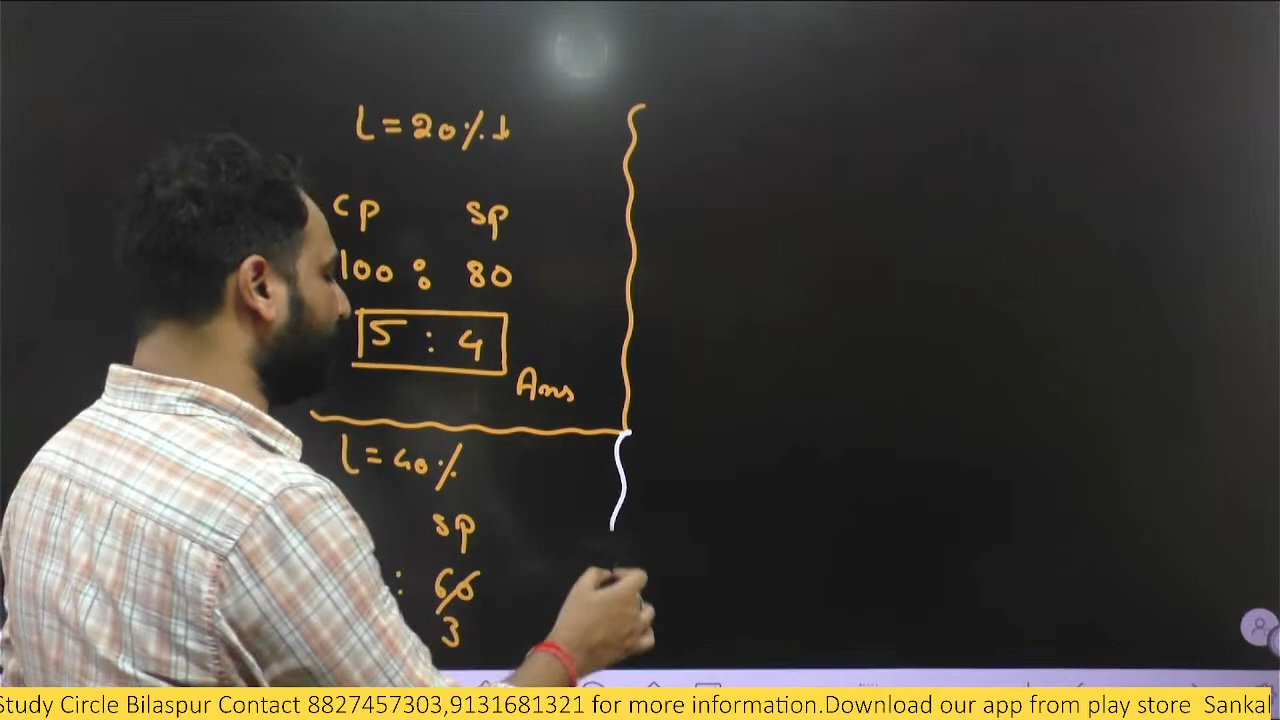 L = 20%↓
CP SP
100 : 80
5 : 4
Ans
L = 40%
SP
: 60
3
Study Circle Bilaspur Contact 8827457303,9131681321 for more information.Download our app from play store Sankal